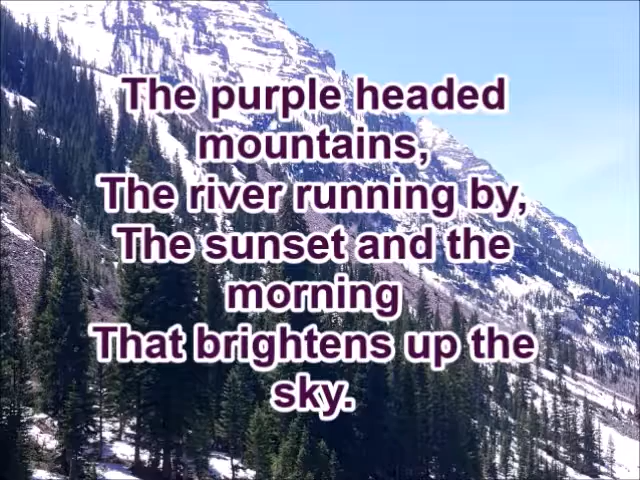 The purple headed
mountains,
The river running by,
The sunset and the
morning
That brightens up the
sky.